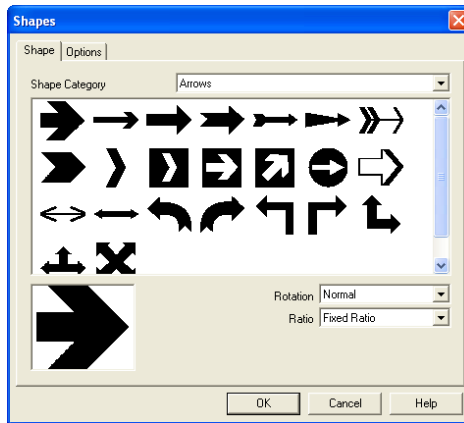 Shapes
Shape Options
Shape Category Arrows
Rotation Normal
Ratio Fixed Ratio
OK Cancel Help